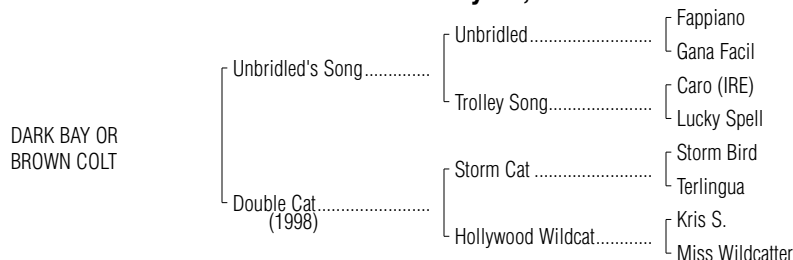 Fappiano
Unbridled..............................
Gana Facil
Unbridled's Song..............
Caro (IRE)
Trolley Song........................
Lucky Spell
DARK BAY OR
BROWN COLT
Storm Bird
Storm Cat ...........................
Terlingua
Double Cat..........................
(1998)
Kris S.
Hollywood Wildcat.............
Miss Wildcatter